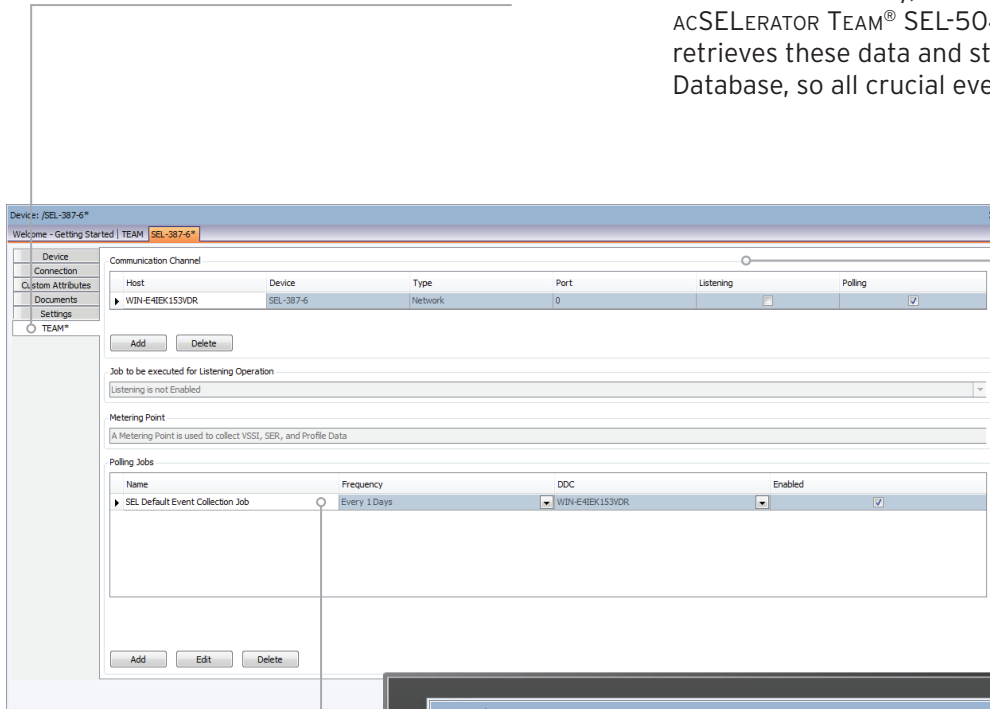 ACSELERATOR TEAM® SEL-504
retrieves these data and st
Database, so all crucial eve
Device: /SEL-387-6*
Welcome - Getting Started | TEAM SEL-387-6*
Device
Connection
Custom Attributes
Documents
Settings
TEAM*
Communication Channel
Host Device Type Port Listening Polling
WIN-E4IEK153VDR SEL-387-6 Network 0
Add Delete
Job to be executed for Listening Operation
Listening is not Enabled
Metering Point
A Metering Point is used to collect VSSI, SER, and Profile Data
Polling Jobs
Name Frequency DDC Enabled
SEL Default Event Collection Job Every 1 Days WIN-E4IEK153VDR
Add Edit Delete